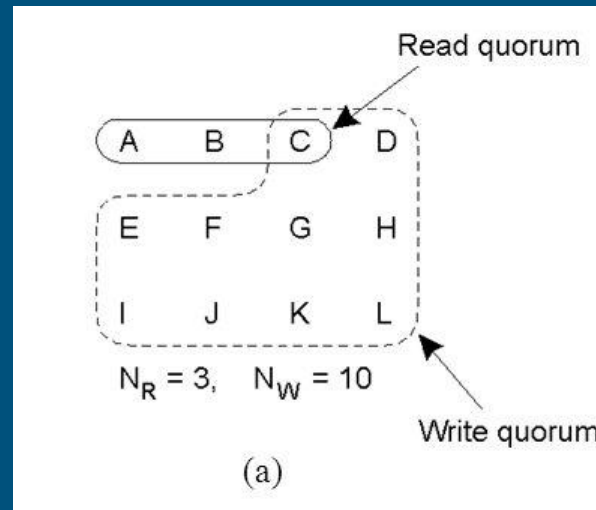 Read quorum
A B C D
E F G H
I J K L
N_R = 3, N_W = 10
Write quorum
(a)